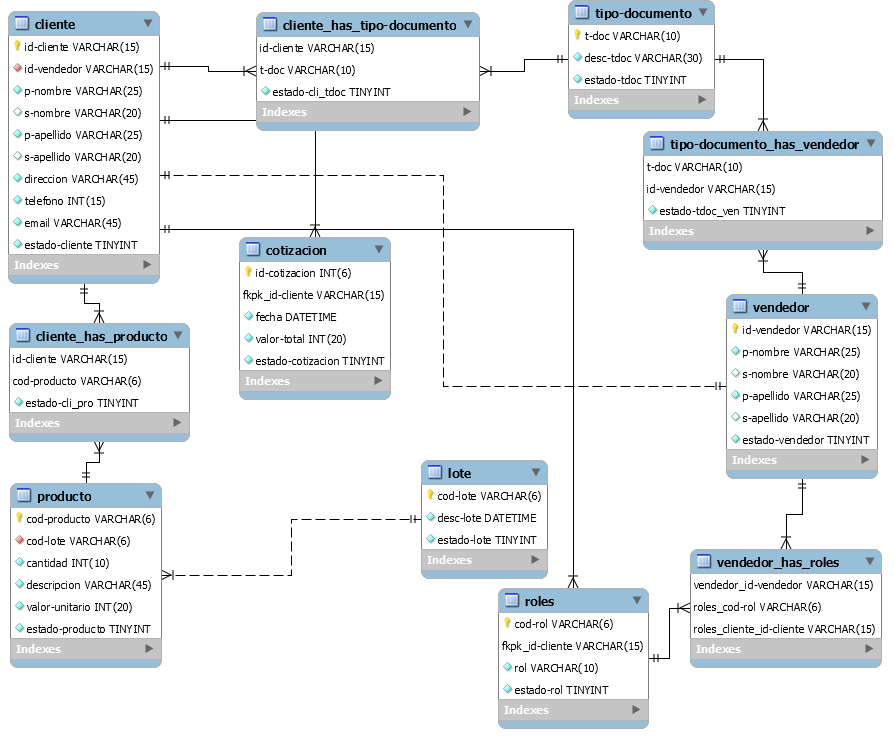 cliente
id-cliente VARCHAR(15)
id-vendedor VARCHAR(15)
p-nombre VARCHAR(25)
s-nombre VARCHAR(20)
p-apellido VARCHAR(25)
s-apellido VARCHAR(20)
direccion VARCHAR(45)
telefono INT(15)
email VARCHAR(45)
estado-cliente TINYINT
Indexes
cliente_has_tipo-documento
id-cliente VARCHAR(15)
t-doc VARCHAR(10)
estado-cli_tdoc TINYINT
Indexes
tipo-documento
t-doc VARCHAR(10)
desc-tdoc VARCHAR(30)
estado-tdoc TINYINT
Indexes
tipo-documento_has_vendedor
t-doc VARCHAR(10)
id-vendedor VARCHAR(15)
estado-tdoc_ven TINYINT
Indexes
cotizacion
id-cotizacion INT(6)
fkpk_id-cliente VARCHAR(15)
fecha DATETIME
valor-total INT(20)
estado-cotizacion TINYINT
Indexes
vendedor
id-vendedor VARCHAR(15)
p-nombre VARCHAR(25)
s-nombre VARCHAR(20)
p-apellido VARCHAR(25)
s-apellido VARCHAR(20)
estado-vendedor TINYINT
Indexes
cliente_has_producto
id-cliente VARCHAR(15)
cod-producto VARCHAR(6)
estado-cli_pro TINYINT
Indexes
producto
cod-producto VARCHAR(6)
cod-lote VARCHAR(6)
cantidad INT(10)
descripcion VARCHAR(45)
valor-unitario INT(20)
estado-producto TINYINT
Indexes
lote
cod-lote VARCHAR(6)
desc-lote DATETIME
estado-lote TINYINT
Indexes
roles
cod-rol VARCHAR(6)
fkpk_id-cliente VARCHAR(15)
rol VARCHAR(10)
estado-rol TINYINT
Indexes
vendedor_has_roles
vendedor_id-vendedor VARCHAR(15)
roles_cod-rol VARCHAR(6)
roles_cliente_id-cliente VARCHAR(15)
Indexes